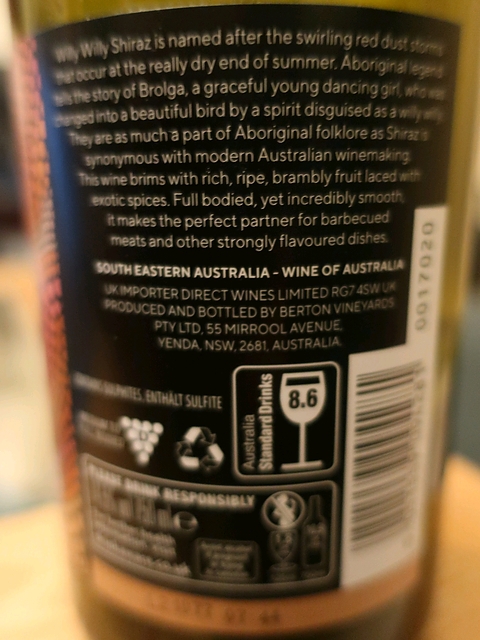 Willy Willy Shiraz is named after the swirling red dust storms
that occur at the really dry end of summer. Aboriginal legend
tells the story of Brolga, a graceful young dancing girl, who was
changed into a beautiful bird by a spirit disguised as a willy willy.
They are as much a part of Aboriginal folklore as Shiraz is
synonymous with modern Australian winemaking.
This wine brims with rich, ripe, brambly fruit laced with
exotic spices. Full bodied, yet incredibly smooth,
it makes the perfect partner for barbecued
meats and other strongly flavoured dishes.
SOUTH EASTERN AUSTRALIA - WINE OF AUSTRALIA
UK IMPORTER DIRECT WINES LIMITED RG7 4SW UK
PRODUCED AND BOTTLED BY BERTON VINEYARDS
PTY LTD, 55 MIRROOL AVENUE,
YENDA, NSW, 2681, AUSTRALIA.
0017020
CONTAINS SULPHITES. ENTHÄLT SULFITE
Australia
Standard Drinks
8.6
PLEASE DRINK RESPONSIBLY